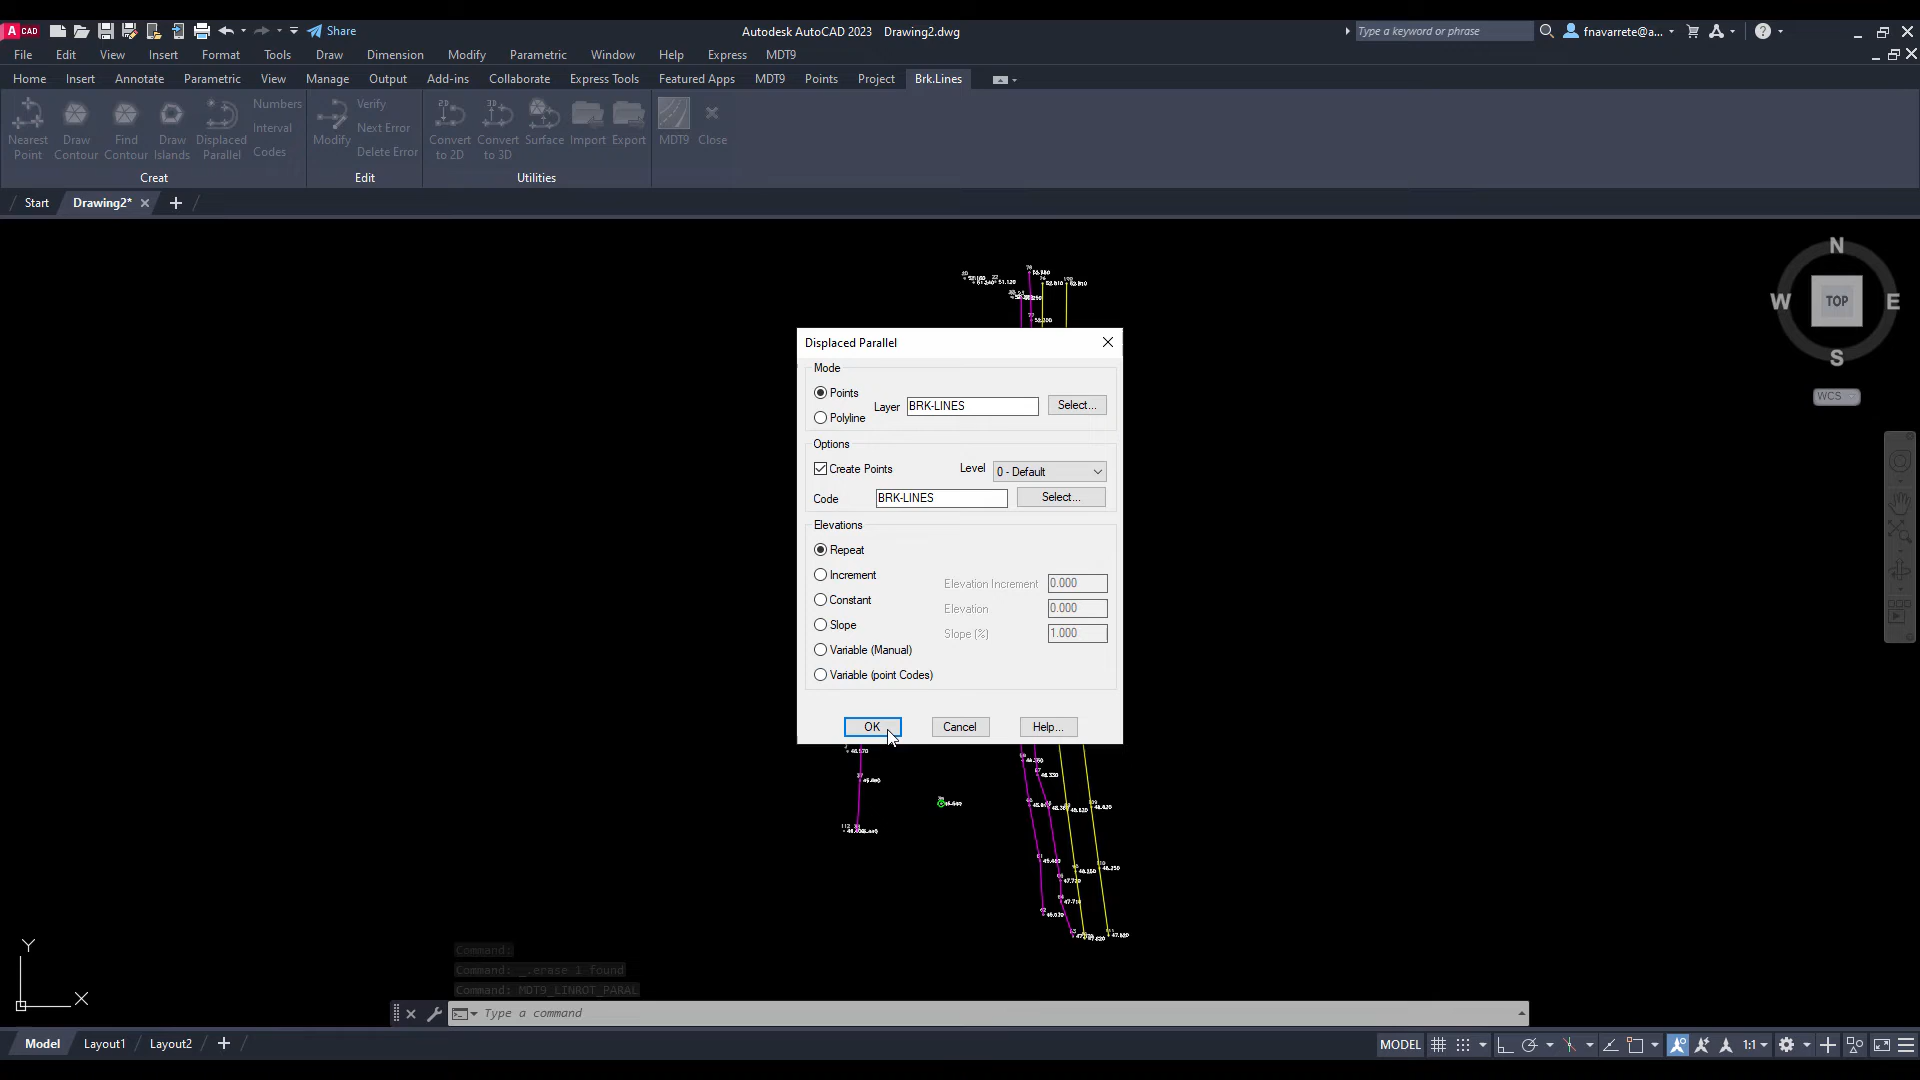 CAD
Share
Autodesk AutoCAD 2023 Drawing2.dwg
Type a keyword or phrase
fnavarrete@a...
File Edit View Insert Format Tools Draw Dimension Modify Parametric Window Help Express MDT9
Home Insert Annotate Parametric View Manage Output Add-ins Collaborate Express Tools Featured Apps MDT9 Points Project Brk.Lines
Nearest Point
Draw Contour
Find Contour
Draw Islands
Displaced Parallel
Numbers
Interval
Codes
Modify
Verify
Next Error
Delete Error
Convert to 2D
Convert to 3D
Surface
Import
Export
MDT9
Close
Creat
Edit
Utilities
Start
Drawing2*
N
W TOP E
S
WCS
Displaced Parallel
Mode
Points
Polyline
Layer BRK-LINES Select...
Options
Create Points
Level 0 - Default
Code BRK-LINES Select...
Elevations
Repeat
Increment
Constant
Slope
Variable (Manual)
Variable (point Codes)
Elevation Increment 0.000
Elevation 0.000
Slope (%) 1.000
OK Cancel Help...
Y
X
Command:
Command: _.erase 1 found
Command: MDT9_LINROT_PARAL
Type a command
Model Layout1 Layout2
MODEL
1:1